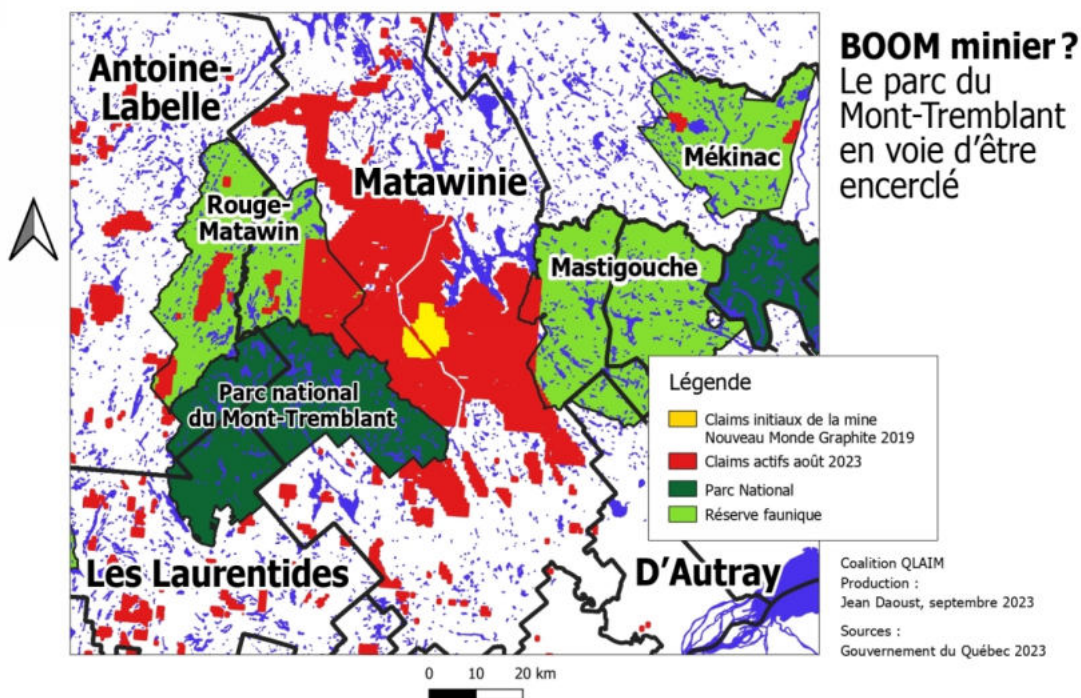 BOOM minier ?
Le parc du
Mont-Tremblant
en voie d'être
encerclé
Antoine-
Labelle
Mékinac
Matawinie
Rouge-
Matawin
Mastigouche
Parc national
du Mont-Tremblant
Légende
Claims initiaux de la mine
Nouveau Monde Graphite 2019
Claims actifs août 2023
Parc National
Réserve faunique
Les Laurentides
D'Autray
Coalition QLAIM
Production :
Jean Daoust, septembre 2023
Sources :
Gouvernement du Québec 2023
0 10 20 km